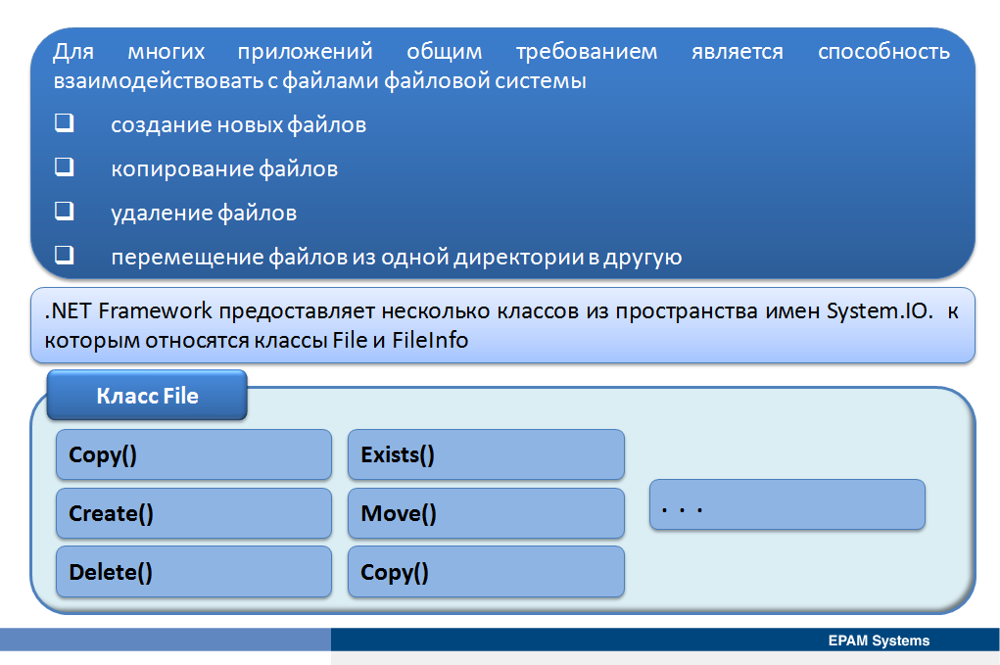 Для многих приложений общим требованием является способность
взаимодействовать с файлами файловой системы
создание новых файлов
копирование файлов
удаление файлов
перемещение файлов из одной директории в другую
.NET Framework предоставляет несколько классов из пространства имен System.IO. к
которым относятся классы File и FileInfo
Класс File
Copy()
Exists()
Create()
Move()
. . .
Delete()
Copy()
EPAM Systems